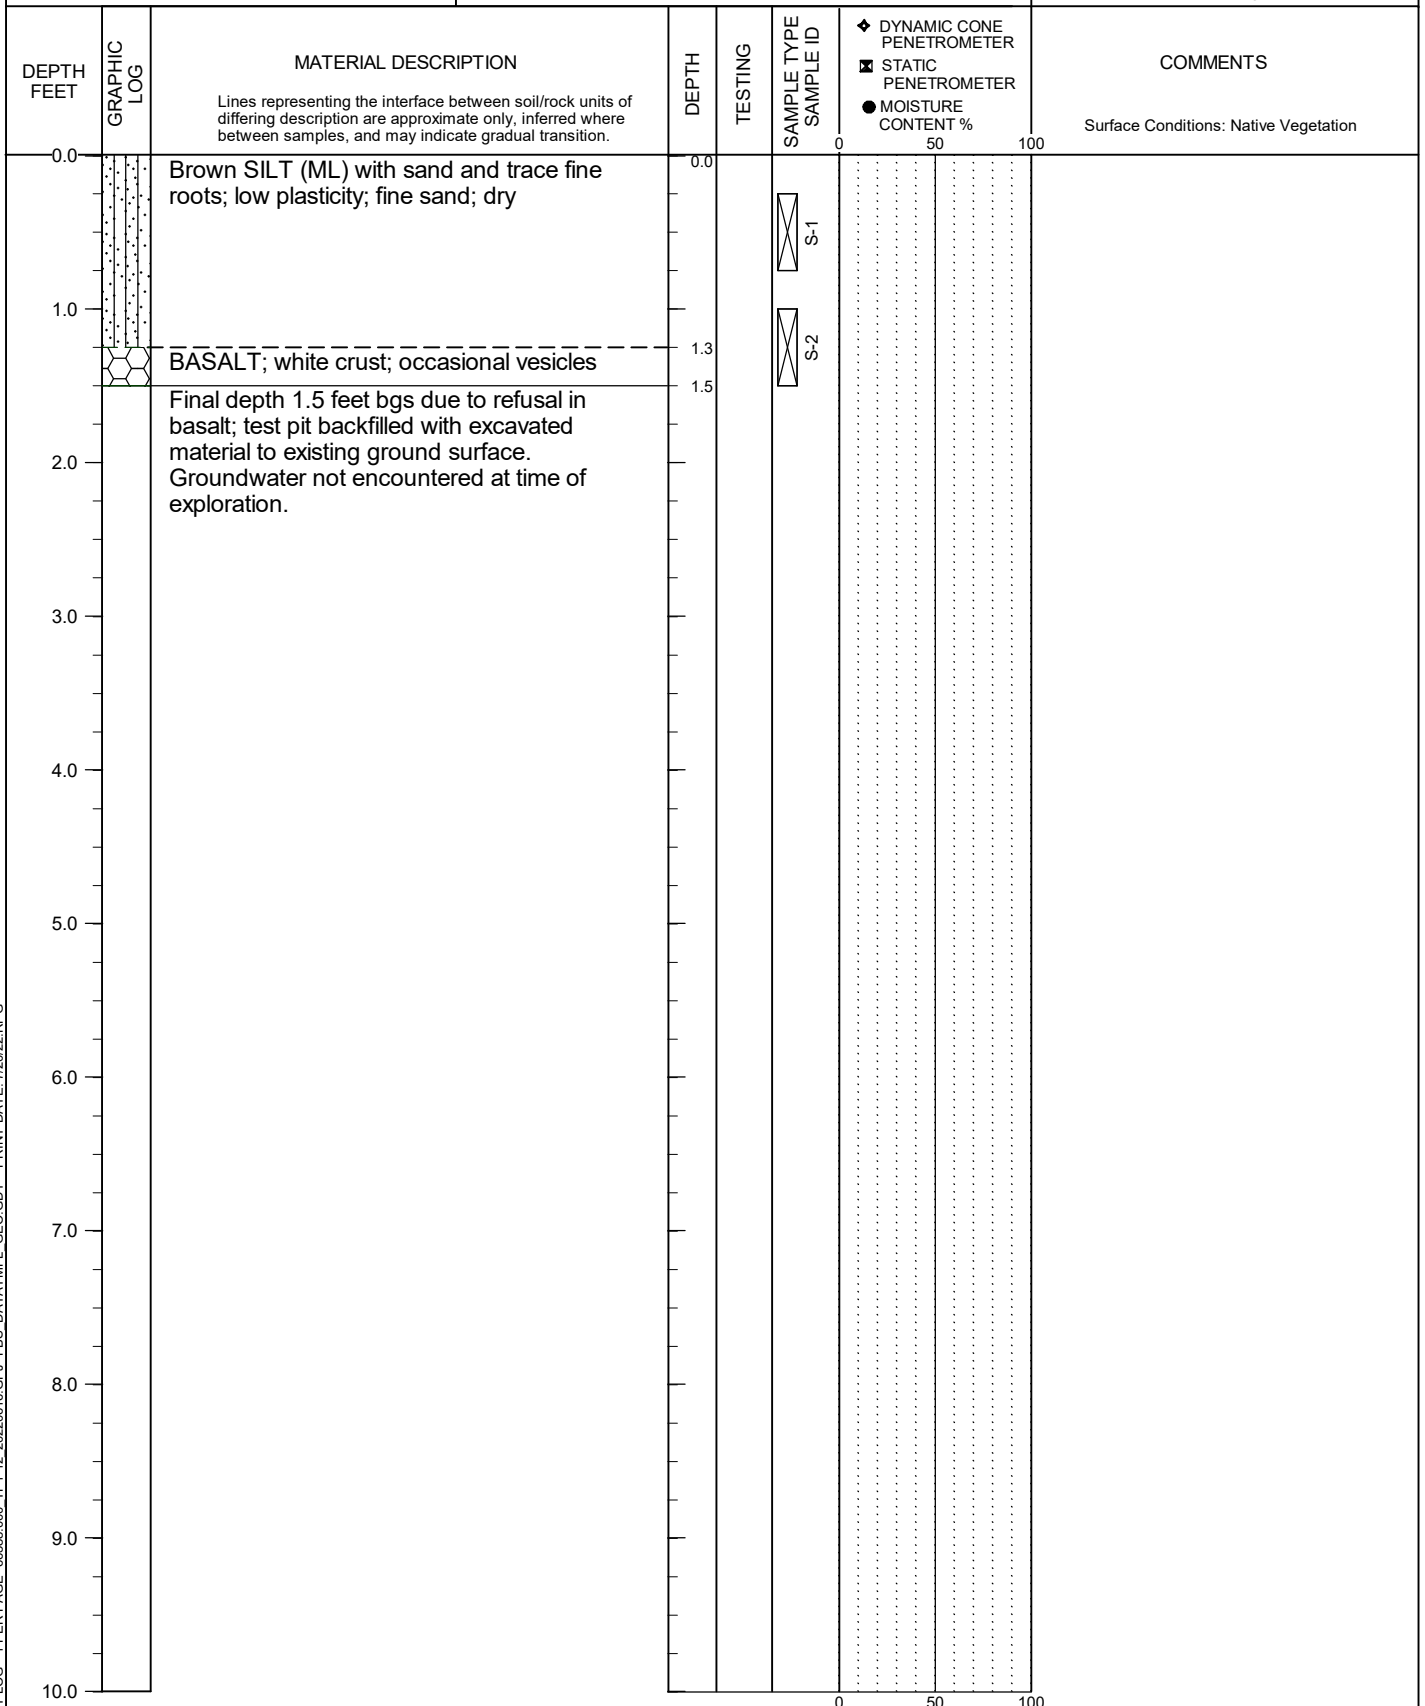 DEPTH
FEET
GRAPHIC
LOG
MATERIAL DESCRIPTION
Lines representing the interface between soil/rock units of
differing description are approximate only, inferred where
between samples, and may indicate gradual transition.
DEPTH
TESTING
SAMPLE TYPE
SAMPLE ID
DYNAMIC CONE
PENETROMETER
STATIC
PENETROMETER
MOISTURE
CONTENT %
0 50 100
COMMENTS
Surface Conditions: Native Vegetation
0.0
Brown SILT (ML) with sand and trace fine
roots; low plasticity; fine sand; dry
0.0
S-1
1.0
1.3
S-2
BASALT; white crust; occasional vesicles
1.5
Final depth 1.5 feet bgs due to refusal in
basalt; test pit backfilled with excavated
material to existing ground surface.
Groundwater not encountered at time of
exploration.
2.0
3.0
4.0
5.0
6.0
7.0
8.0
9.0
10.0
0 50 100